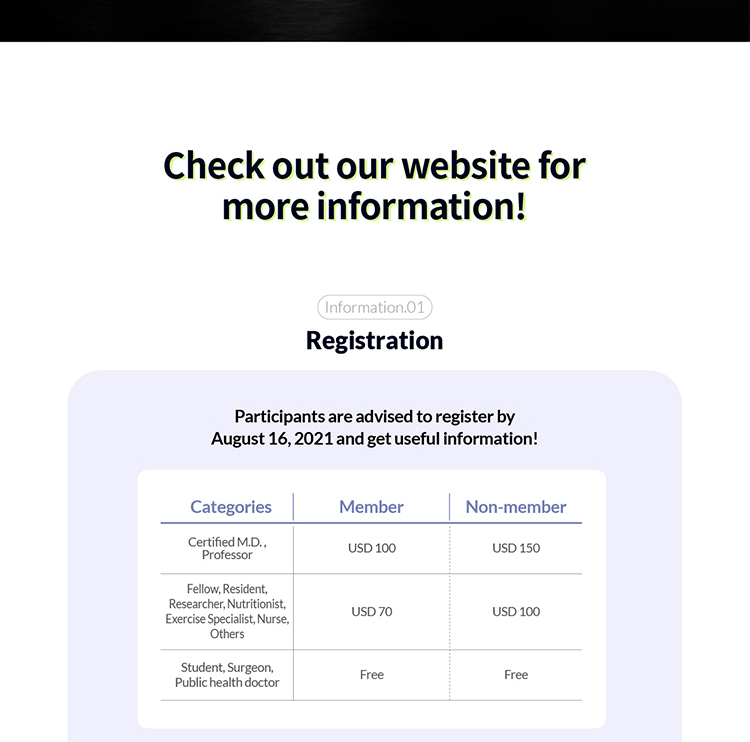 Check out our website for
more information!
Information.01
Registration
Participants are advised to register by
August 16, 2021 and get useful information!
Categories Member Non-member
Certified M.D. ,
Professor
USD 100 USD 150
Fellow, Resident,
Researcher, Nutritionist,
Exercise Specialist, Nurse,
Others
USD 70 USD 100
Student, Surgeon,
Public health doctor
Free Free